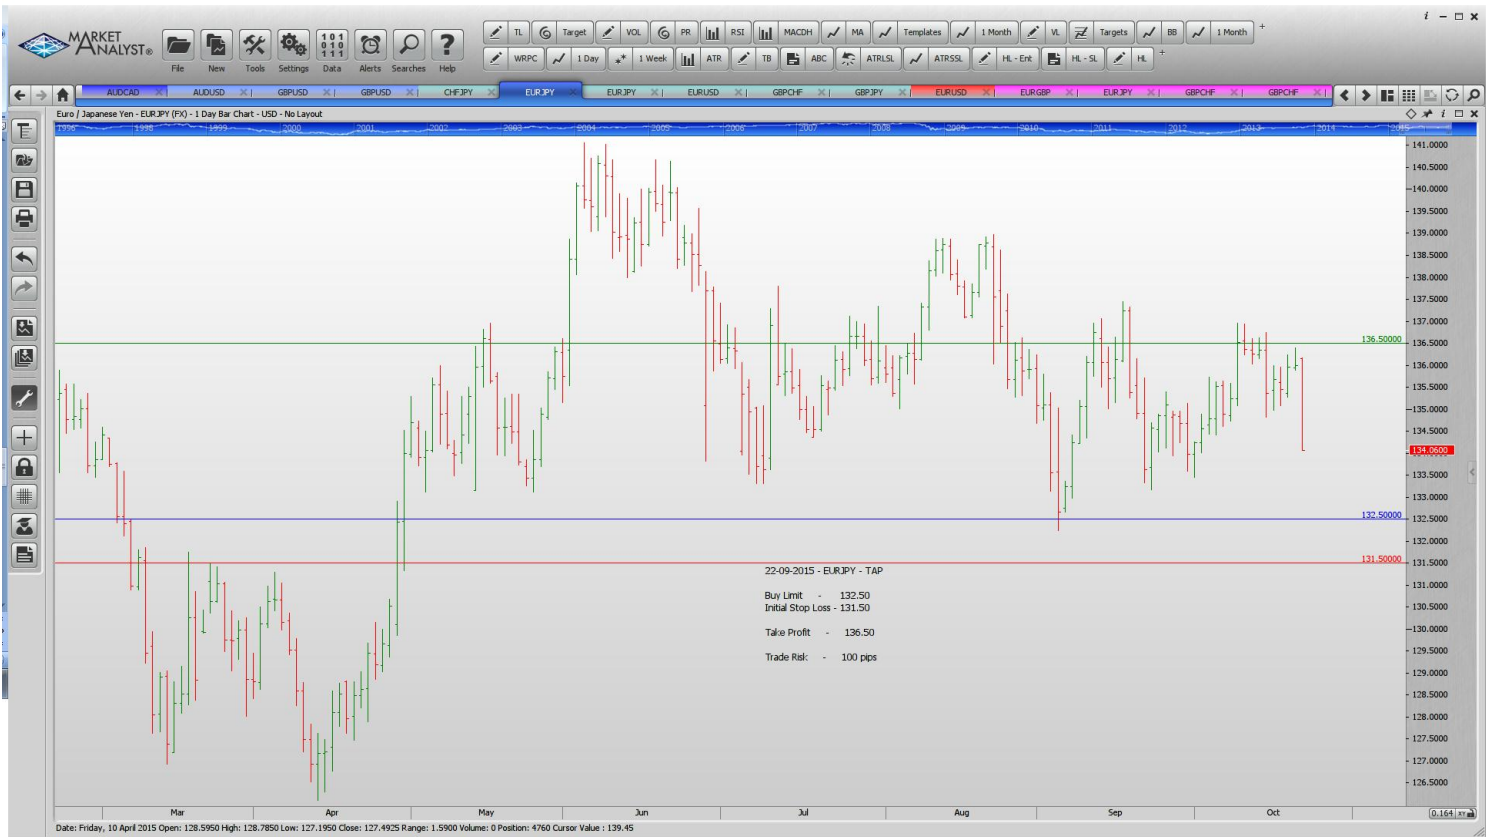 MARKET
ANALYST®
File New Tools Settings Data Alerts Searches Help
TL Target VOL PR RSI MACDH MA Templates 1 Month VL Targets BB 1 Month +
WRPC 1 Day 1 Week ATR TB ABC ATRLSL ATRSSL HL - Ent HL - SL HL +
AUDCAD AUDUSD GBPUSD GBPUSD CHFJPY EURJPY EURJPY EURUSD GBPCHF GBPJPY EURUSD EURGBP EURJPY GBPCHF GBPCHF
Euro / Japanese Yen - EURJPY (FX) - 1 Day Bar Chart - USD - No Layout
1996 1998 1999 2000 2001 2002 2003 2004 2005 2006 2007 2008 2009 2010 2011 2012 2013 2014 2015
141.0000
140.5000
140.0000
139.5000
139.0000
138.5000
138.0000
137.5000
137.0000
136.50000 136.5000
136.0000
135.5000
135.0000
134.5000
134.0600
133.5000
133.0000
132.50000 132.5000
132.0000
131.50000 131.5000
22-09-2015 - EURJPY - TAP
131.0000
Buy Limit - 132.50
130.5000
Initial Stop Loss - 131.50
130.0000
Take Profit - 136.50
129.5000
Trade Risk - 100 pips
129.0000
128.5000
128.0000
127.5000
127.0000
126.5000
Mar Apr May Jun Jul Aug Sep Oct 0.164 XY
Date: Friday, 10 April 2015 Open: 128.5950 High: 128.7850 Low: 127.1950 Close: 127.4925 Range: 1.5900 Volume: 0 Position: 4760 Cursor Value : 139.45